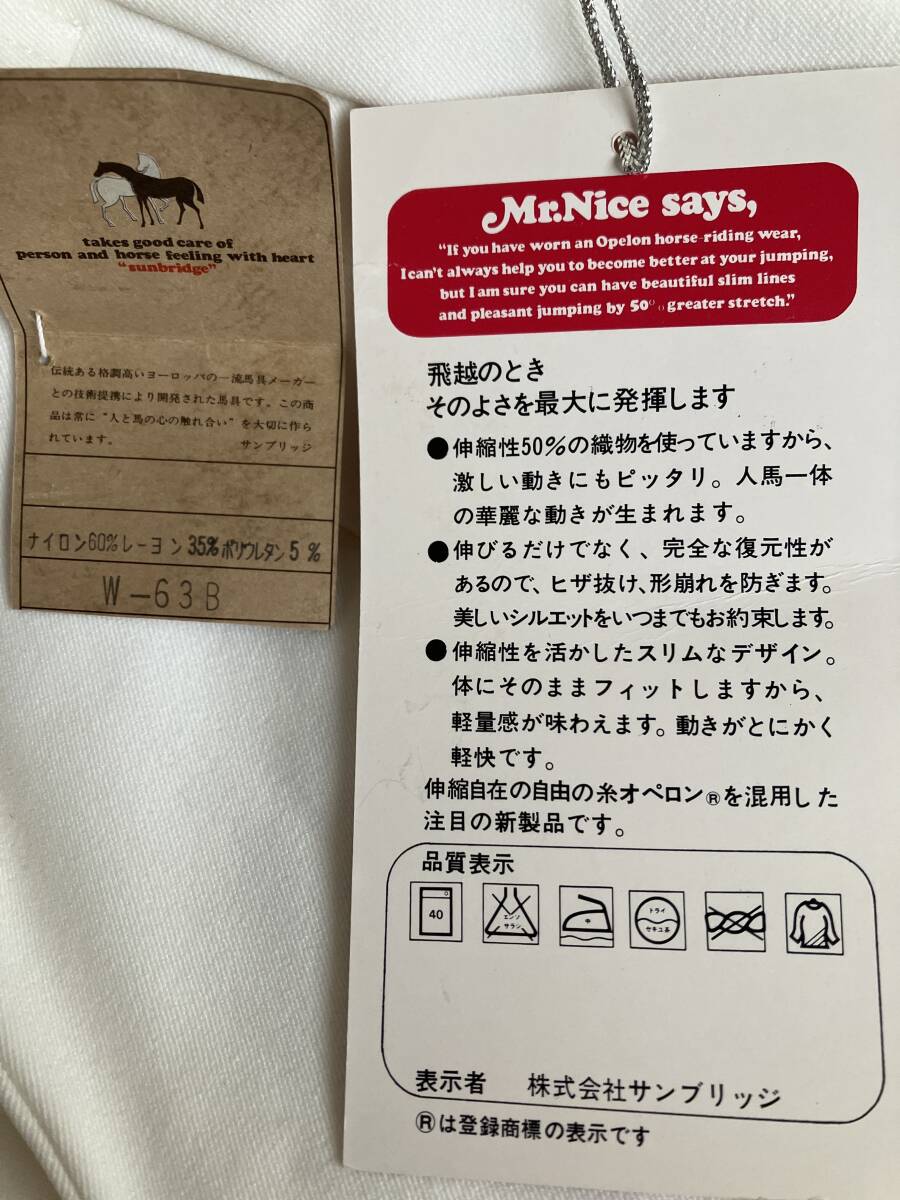 takes good care of
person and horse feeling with heart
"sunbridge"
伝統ある格調高いヨーロッパの一流馬具メーカー
との技術提携により開発された馬具です。この商
品は常に"人と馬の心の触れ合い"を大切に作ら
れています。 サンブリッジ
ナイロン60%レーヨン35%ポリウレタン5%
W-63B
Mr.Nice says,
"If you have worn an Opelon horse-riding wear,
I can't always help you to become better at your jumping,
but I am sure you can have beautiful slim lines
and pleasant jumping by 50% greater stretch."
飛越のとき
そのよさを最大に発揮します
●伸縮性50%の織物を使っていますから、
激しい動きにもピッタリ。人馬一体
の華麗な動きが生まれます。
●伸びるだけでなく、完全な復元性が
あるので、ヒザ抜け、形崩れを防ぎます。
美しいシルエットをいつまでもお約束します。
●伸縮性を活かしたスリムなデザイン。
体にそのままフィットしますから、
軽量感が味わえます。動きがとにかく
軽快です。
伸縮自在の自由の糸オペロン®を混用した
注目の新製品です。
品質表示
40
エンソ
サラシ
ドライ
セキユ系
表示者 株式会社サンブリッジ
®は登録商標の表示です